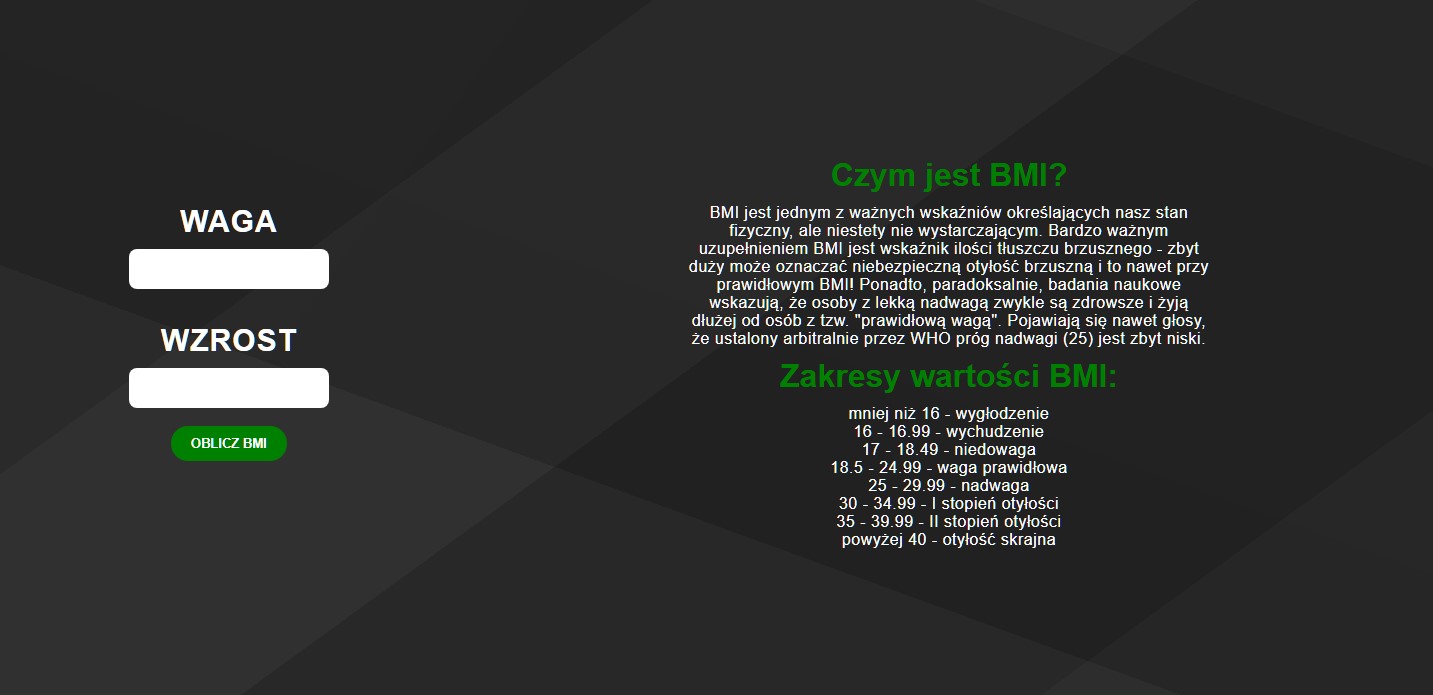 WAGA
WZROST
OBLICZ BMI
Czym jest BMI?
BMI jest jednym z ważnych wskaźniów określających nasz stan
fizyczny, ale niestety nie wystarczającym. Bardzo ważnym
uzupełnieniem BMI jest wskaźnik ilości tłuszczu brzusznego - zbyt
duży może oznaczać niebezpieczną otyłość brzuszną i to nawet przy
prawidłowym BMI! Ponadto, paradoksalnie, badania naukowe
wskazują, że osoby z lekką nadwagą zwykle są zdrowsze i żyją
dłużej od osób z tzw. "prawidłową wagą". Pojawiają się nawet głosy,
że ustalony arbitralnie przez WHO próg nadwagi (25) jest zbyt niski.
Zakresy wartości BMI:
mniej niż 16 - wygłodzenie
16 - 16.99 - wychudzenie
17 - 18.49 - niedowaga
18.5 - 24.99 - waga prawidłowa
25 - 29.99 - nadwaga
30 - 34.99 - I stopień otyłości
35 - 39.99 - II stopień otyłości
powyżej 40 - otyłość skrajna